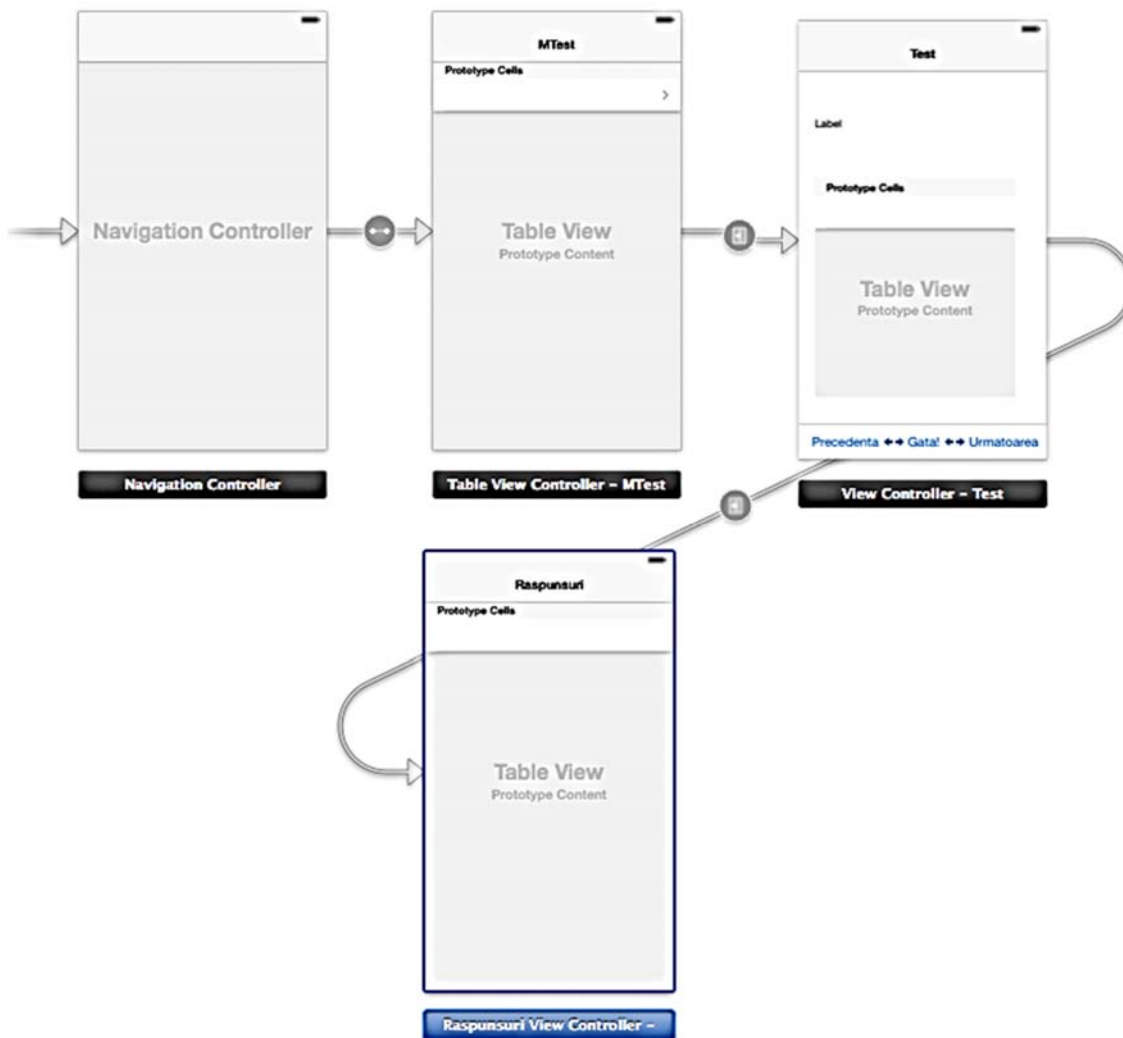 Navigation Controller
Navigation Controller
MTest
Prototype Cells
Table View
Prototype Content
Table View Controller - MTest
Test
Label
Prototype Cells
Table View
Prototype Content
Precedenta Gata! Urmatoarea
View Controller - Test
Raspunsuri
Prototype Cells
Table View
Prototype Content
Raspunsuri View Controller -